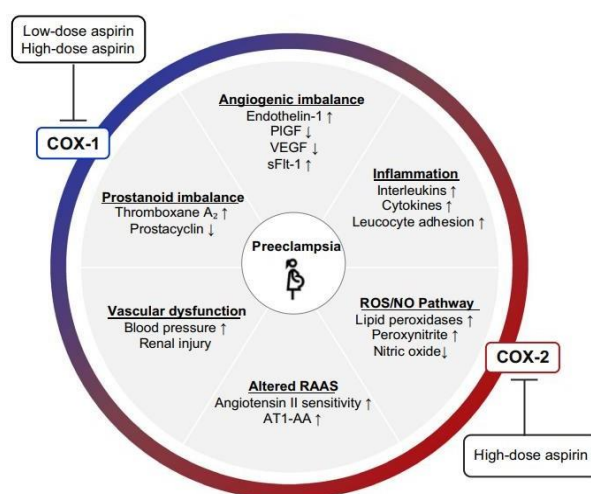 Low-dose aspirin
High-dose aspirin
COX-1
Angiogenic imbalance
Endothelin-1 ↑
PlGF ↓
VEGF ↓
sFlt-1 ↑
Inflammation
Interleukins ↑
Cytokines ↑
Leucocyte adhesion ↑
Prostanoid imbalance
Thromboxane A₂ ↑
Prostacyclin ↓
Preeclampsia
Vascular dysfunction
Blood pressure ↑
Renal injury
ROS/NO Pathway
Lipid peroxidases ↑
Peroxynitrite ↑
Nitric oxide↓
COX-2
Altered RAAS
Angiotensin II sensitivity ↑
AT1-AA ↑
High-dose aspirin